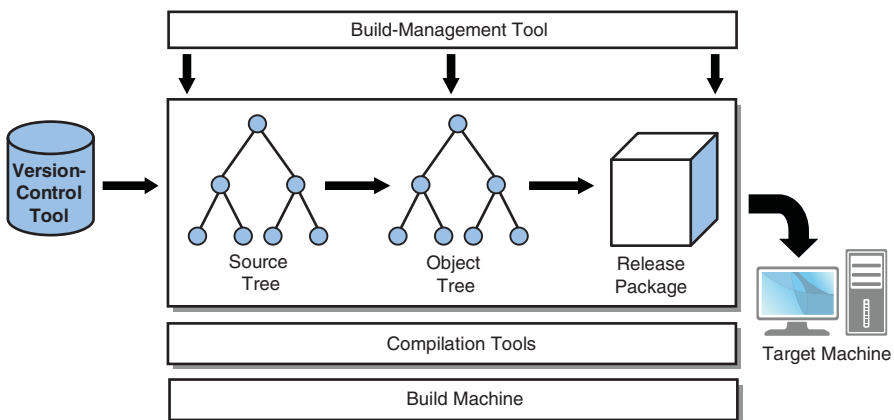 Build-Management Tool
Version-
Control
Tool
Source
Tree
Object
Tree
Release
Package
Target Machine
Compilation Tools
Build Machine